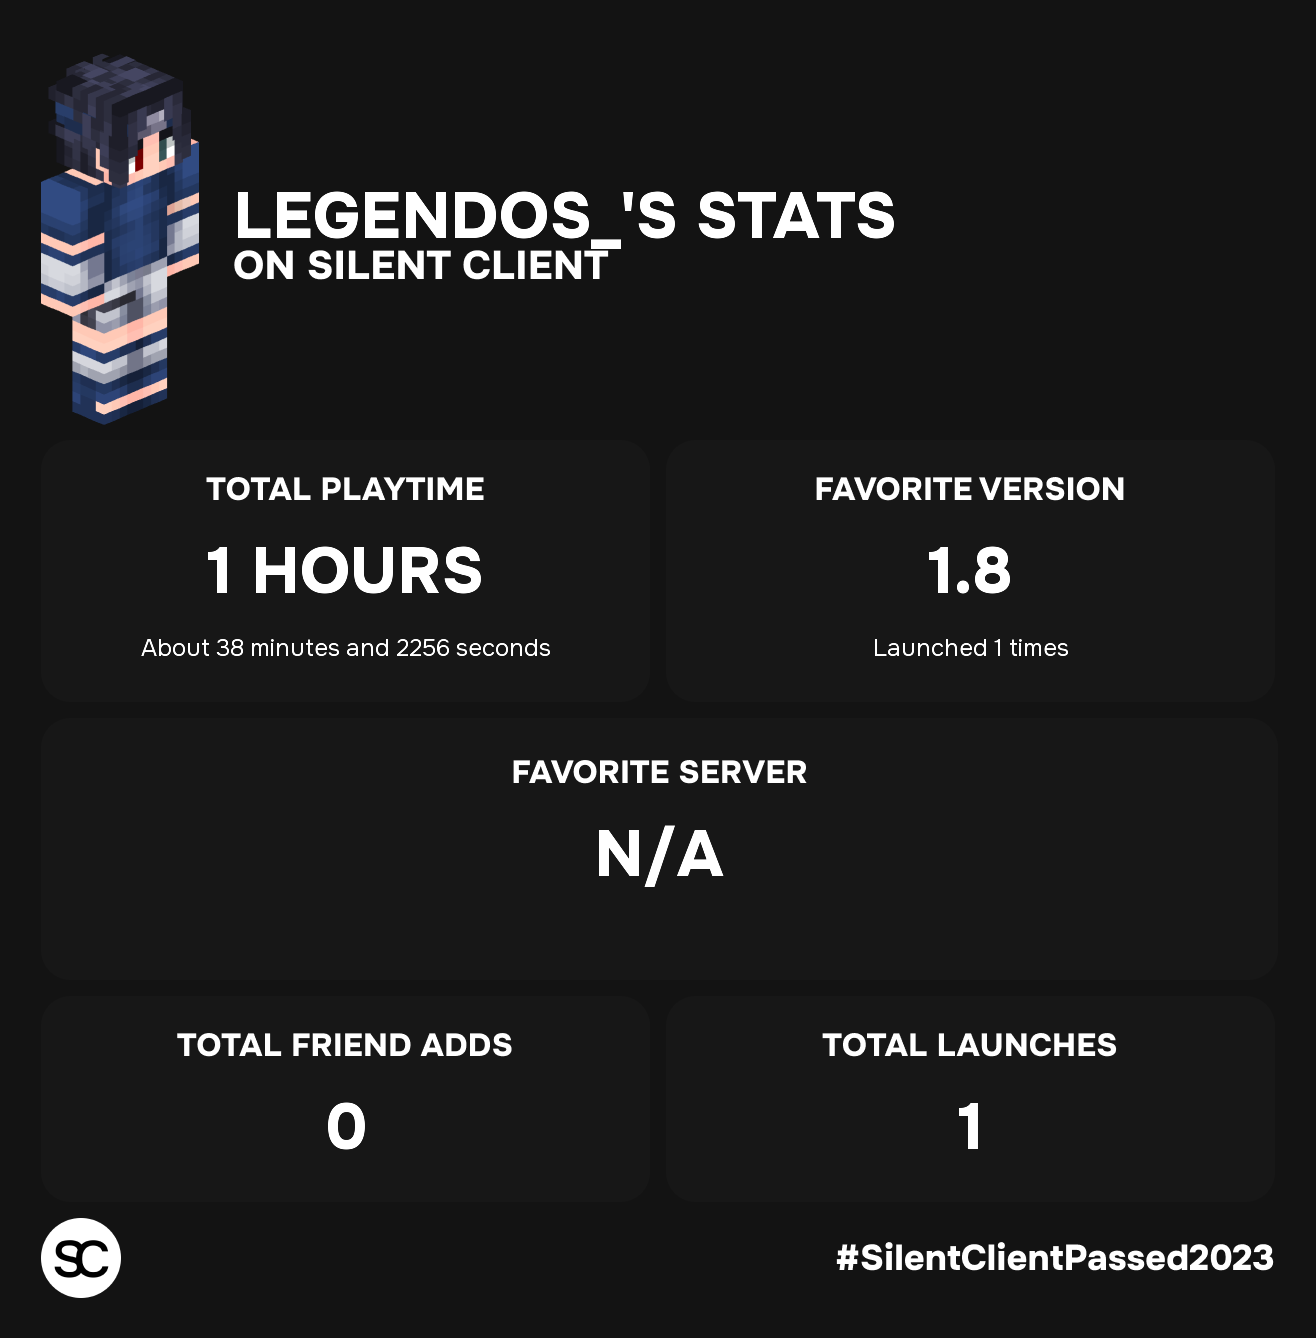 LEGENDOS_'S STATS
ON SILENT CLIENT
TOTAL PLAYTIME
1 HOURS
About 38 minutes and 2256 seconds
FAVORITE VERSION
1.8
Launched 1 times
FAVORITE SERVER
N/A
TOTAL FRIEND ADDS
0
TOTAL LAUNCHES
1
SC
#SilentClientPassed2023